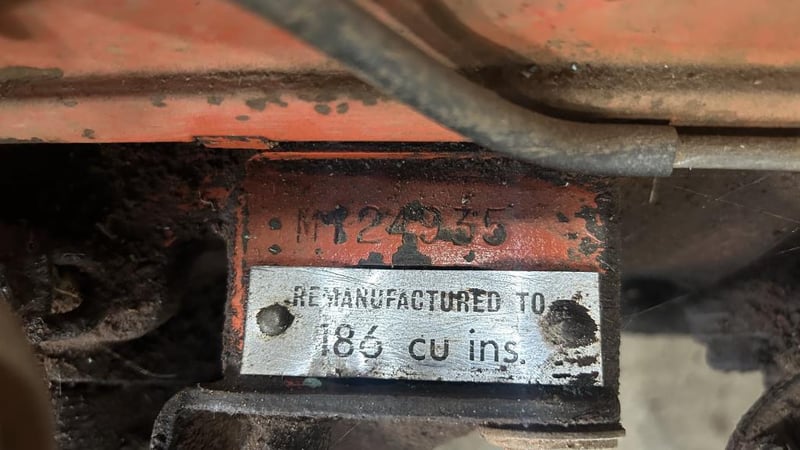 M124935
REMANUFACTURED TO
186 cu ins.